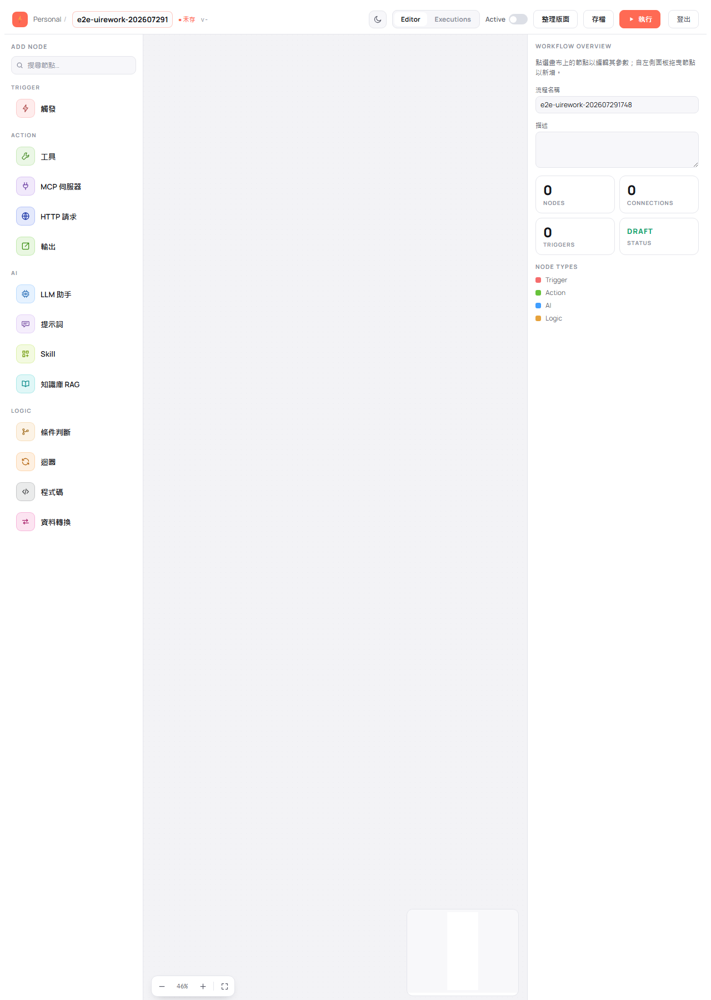 Personal /
e2e-uirework-202607291
● 未存
v -
Editor
Executions
Active
整理版面
存檔
執行
登出
ADD NODE
搜尋節點...
TRIGGER
觸發
ACTION
工具
MCP 伺服器
HTTP 請求
輸出
AI
LLM 助手
提示詞
Skill
知識庫 RAG
LOGIC
條件判斷
迴圈
程式碼
資料轉換
46%
WORKFLOW OVERVIEW
點選畫布上的節點以編輯其參數；自左側面板拖曳節點
以新增。
流程名稱
e2e-uirework-202607291748
描述
0
NODES
0
CONNECTIONS
0
TRIGGERS
DRAFT
STATUS
NODE TYPES
Trigger
Action
AI
Logic